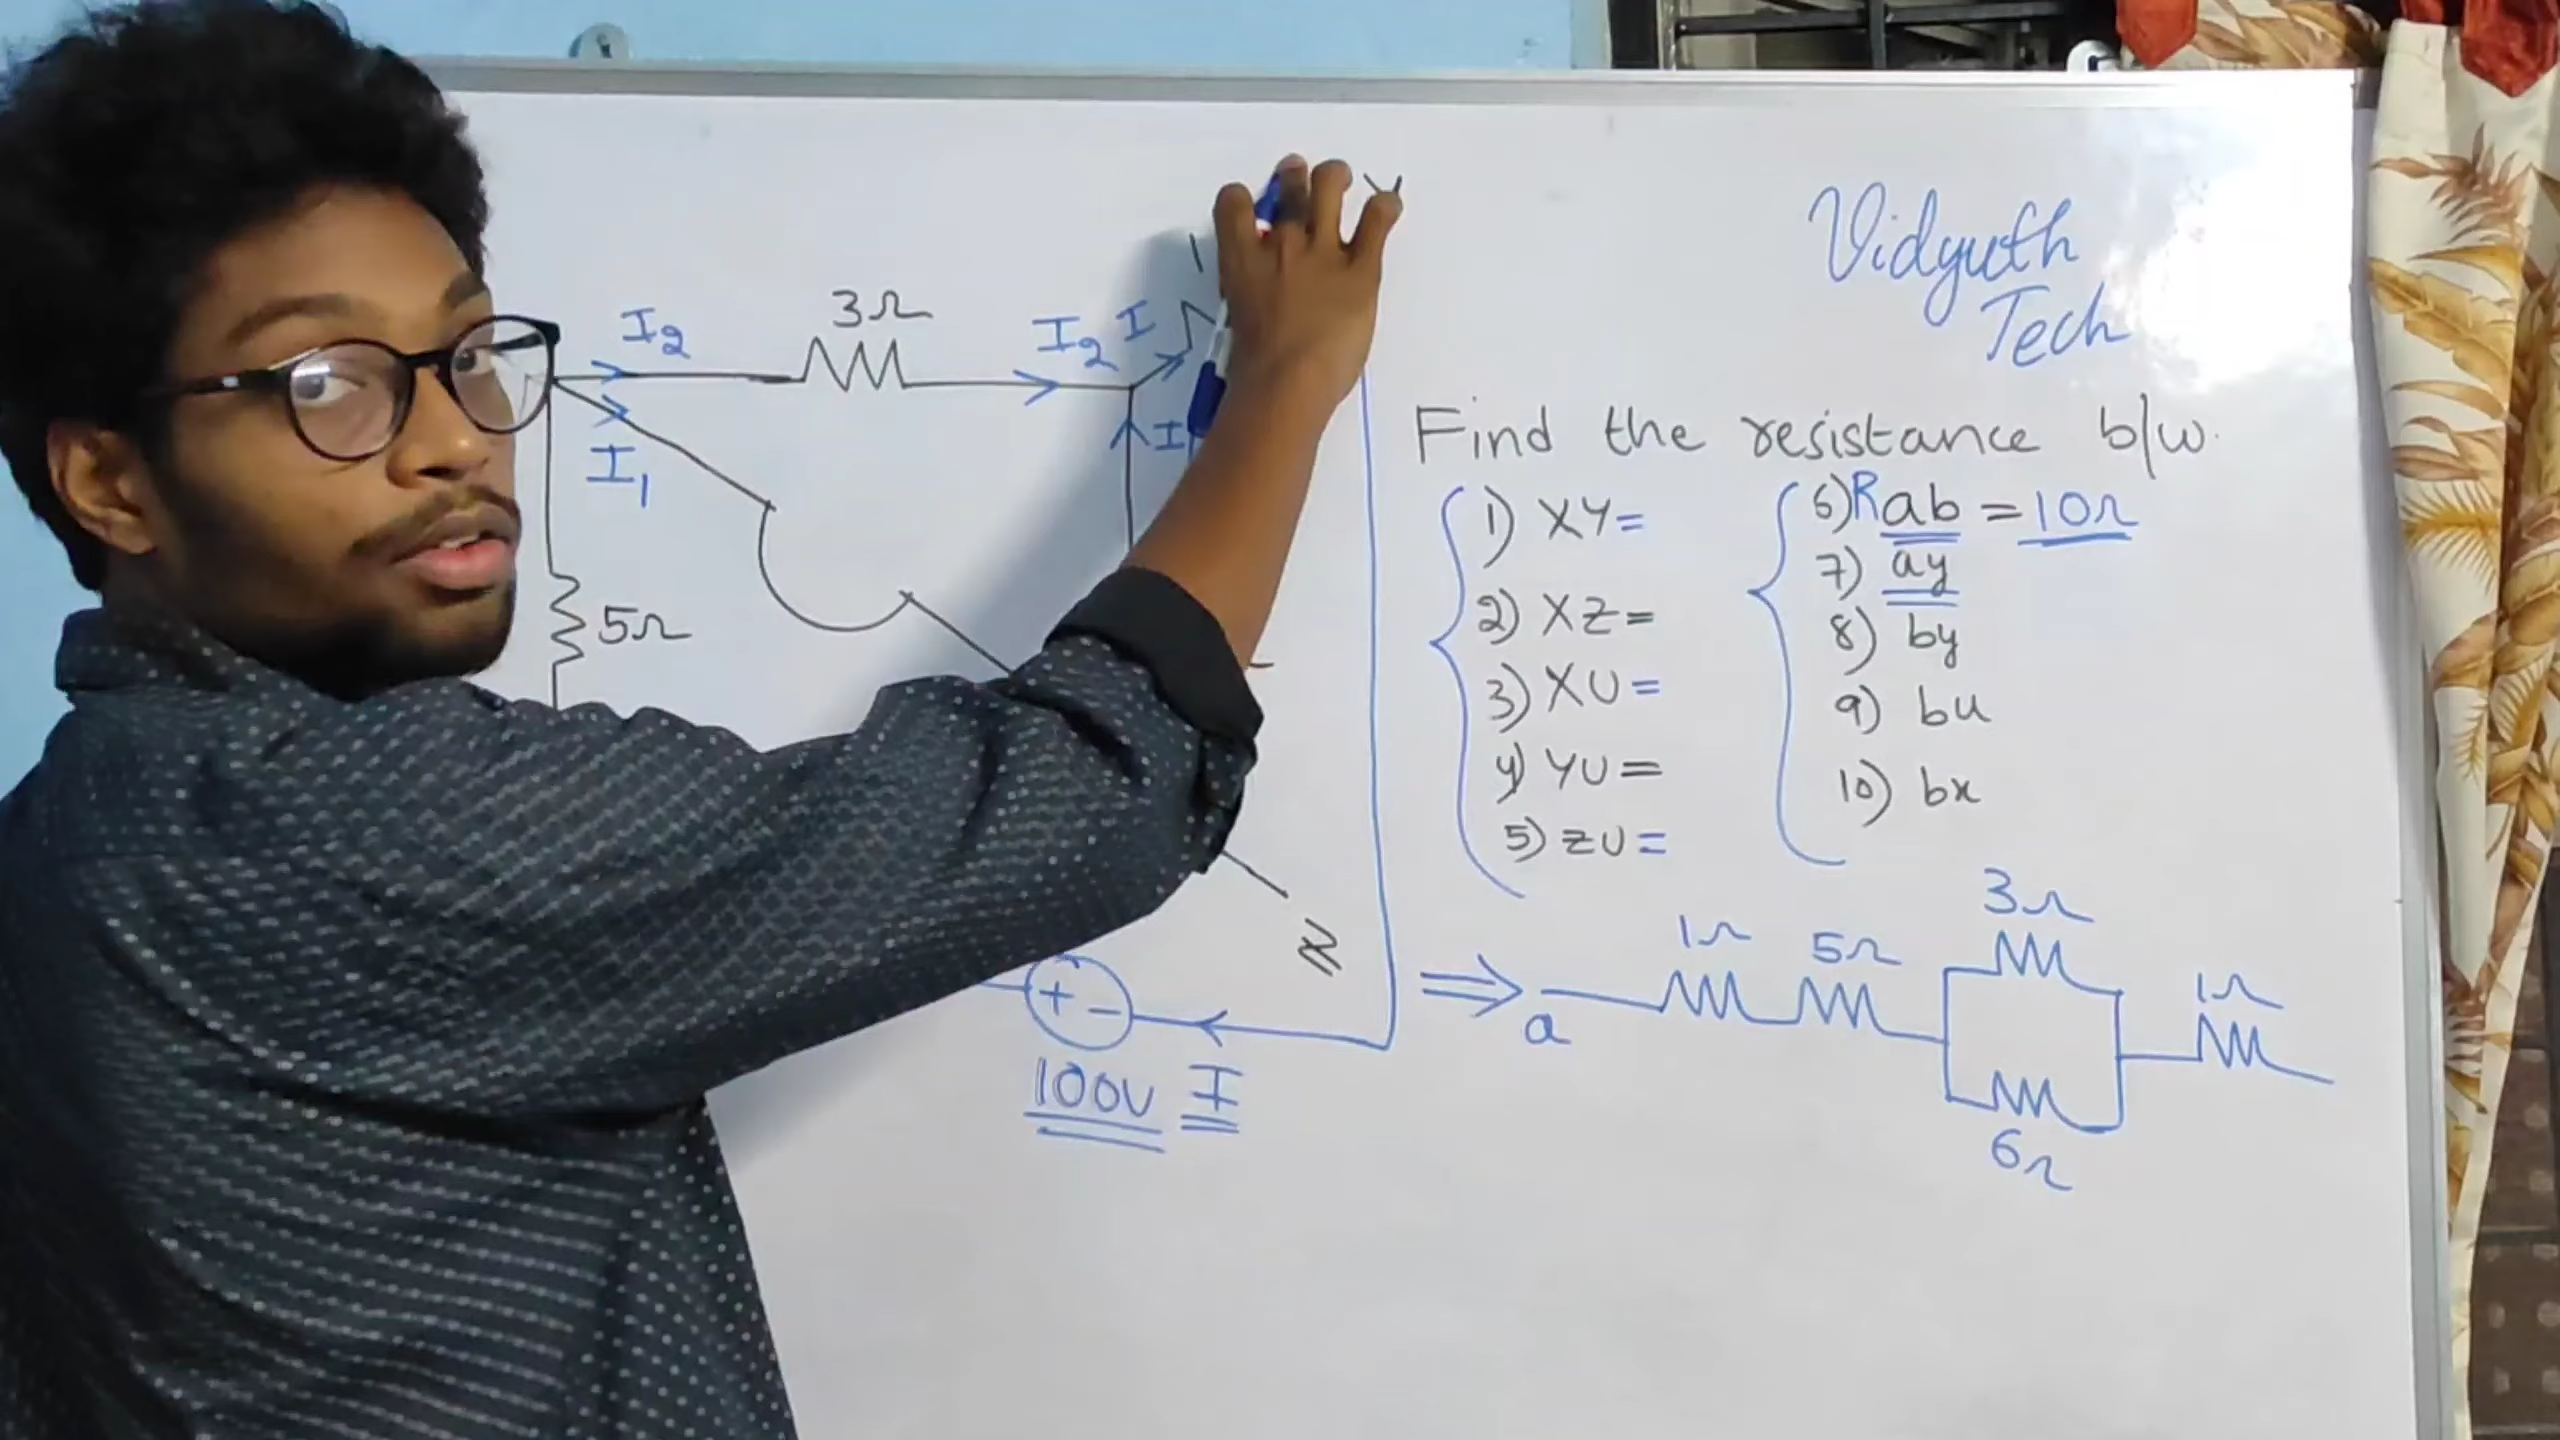 Vidyuth
Tech
I2
3Ω
I2
I
I1
I
5Ω
Y
Z
100V I
Find the resistance b/w.
1) XY=
2) XZ=
3) XU=
4) YU=
5) ZU=
6) Rab = 10Ω
7) ay
8) by
9) bu
10) bx
1Ω 5Ω 3Ω 1Ω
a
6Ω
+ -